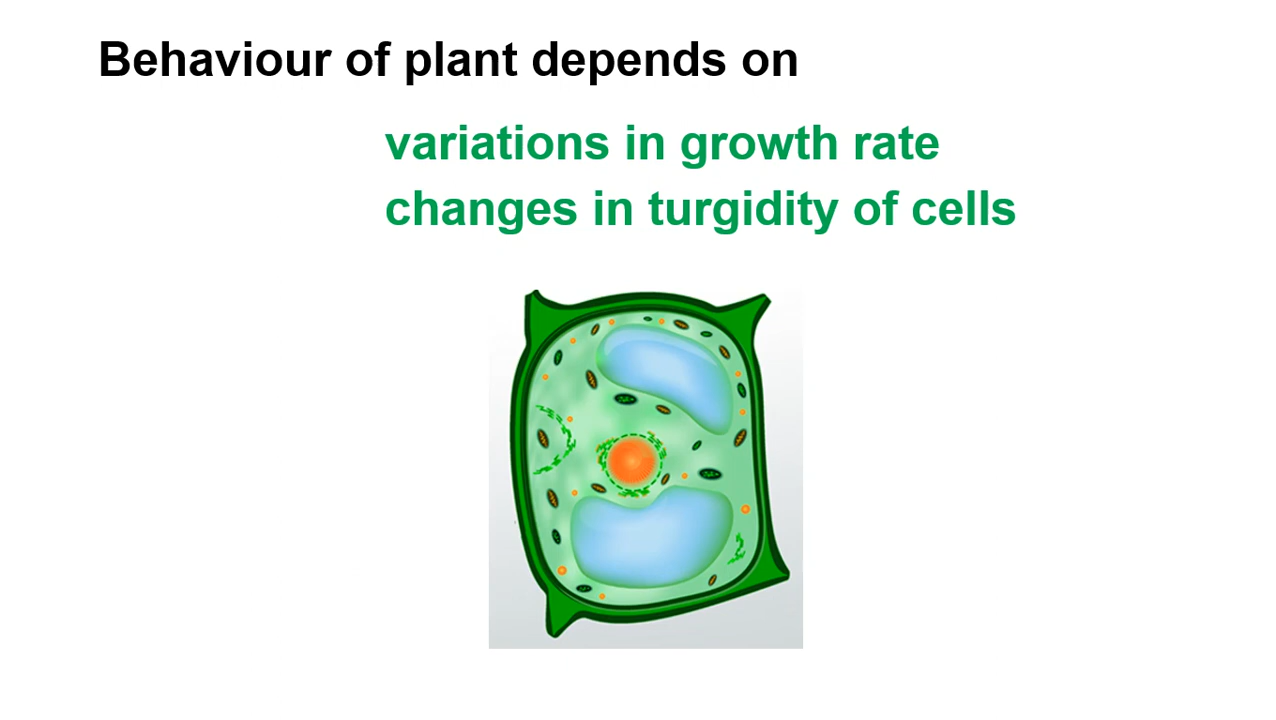 Behaviour of plant depends on
variations in growth rate
changes in turgidity of cells